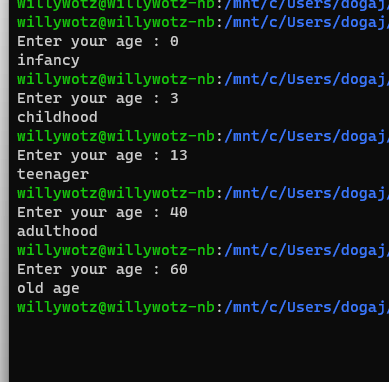 willywotz@willywotz-nb:/mnt/c/Users/dogaj/
willywotz@willywotz-nb:/mnt/c/Users/dogaj/
Enter your age : 0
infancy
willywotz@willywotz-nb:/mnt/c/Users/dogaj/
Enter your age : 3
childhood
willywotz@willywotz-nb:/mnt/c/Users/dogaj/
Enter your age : 13
teenager
willywotz@willywotz-nb:/mnt/c/Users/dogaj/
Enter your age : 40
adulthood
willywotz@willywotz-nb:/mnt/c/Users/dogaj/
Enter your age : 60
old age
willywotz@willywotz-nb:/mnt/c/Users/dogaj/